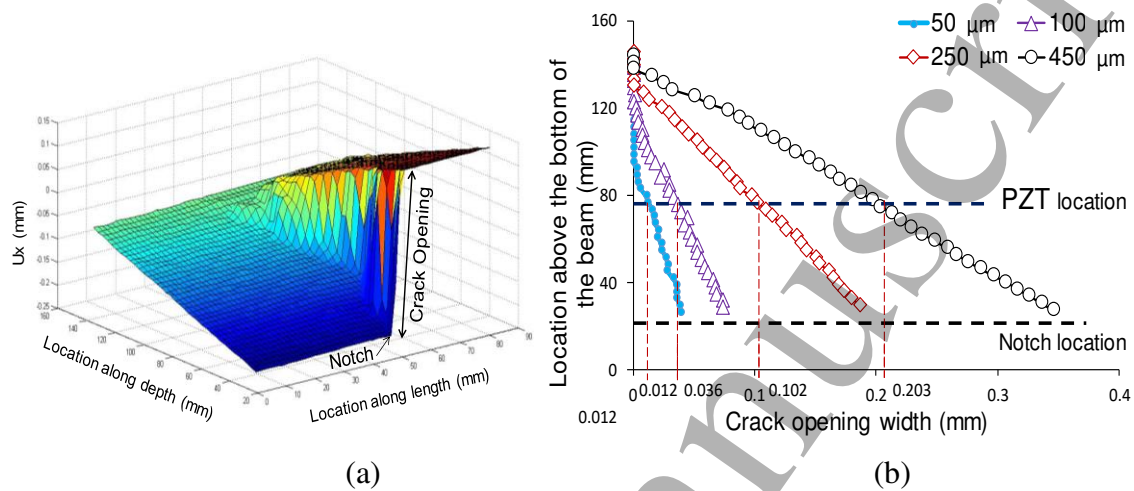 0.15
0.1
0.05
0
-0.05
-0.1
-0.15
-0.2
-0.25
Ux (mm)
160
140
120
100
80
60
40
20
Location along depth (mm)
0
10
20
30
40
50
60
70
80
90
Location along length (mm)
Notch
Crack Opening
(a)
50 µm
100 µm
250 µm
450 µm
160
120
80
40
0
Location above the bottom of
the beam (mm)
PZT location
Notch location
0 0.012 0.036 0.1 0.102 0.2 0.203 0.3 0.4
0.012
Crack opening width (mm)
(b)
nuscri